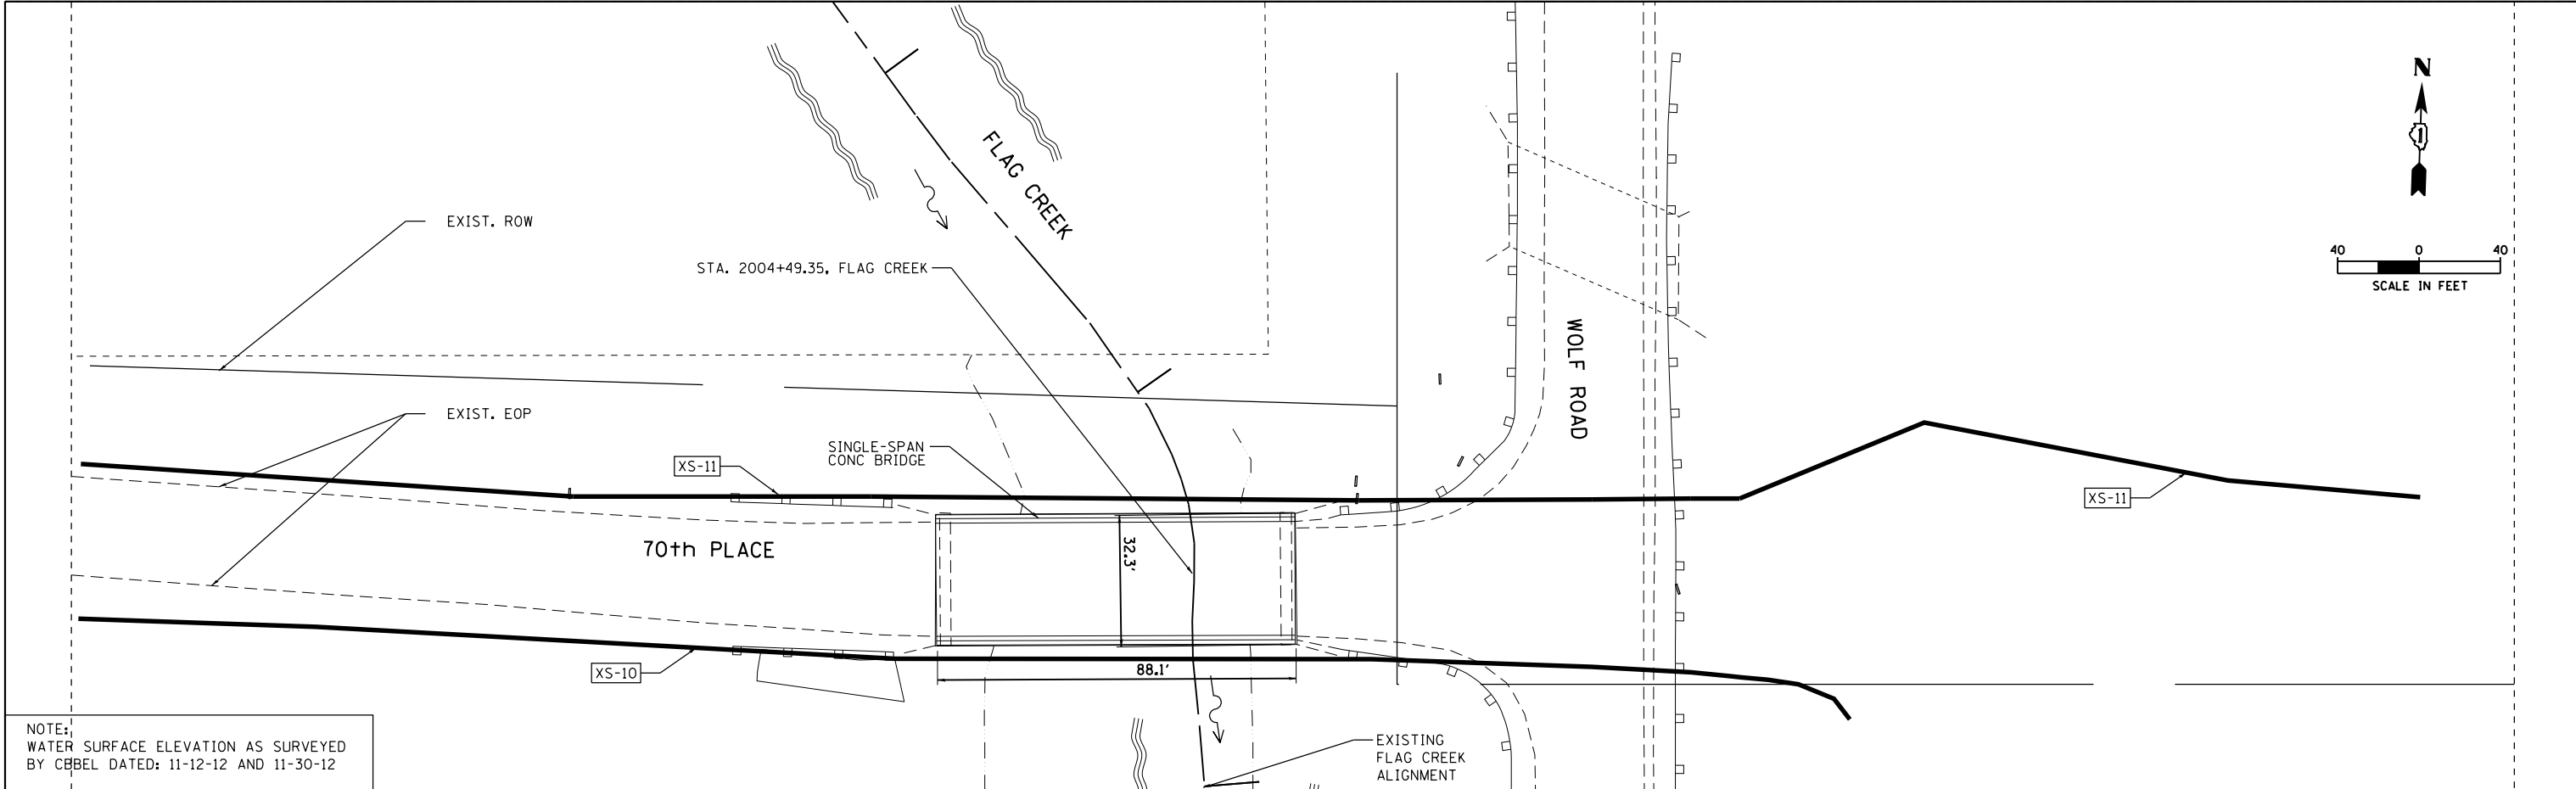 FLAG CREEK
N
1
EXIST. ROW
STA. 2004+49.35, FLAG CREEK
40 0 40
SCALE IN FEET
WOLF ROAD
EXIST. EOP
SINGLE-SPAN
CONC BRIDGE
XS-11
XS-11
70th PLACE
32.3'
XS-10
88.1'
NOTE:
WATER SURFACE ELEVATION AS SURVEYED
BY CBBEL DATED: 11-12-12 AND 11-30-12
EXISTING
FLAG CREEK
ALIGNMENT